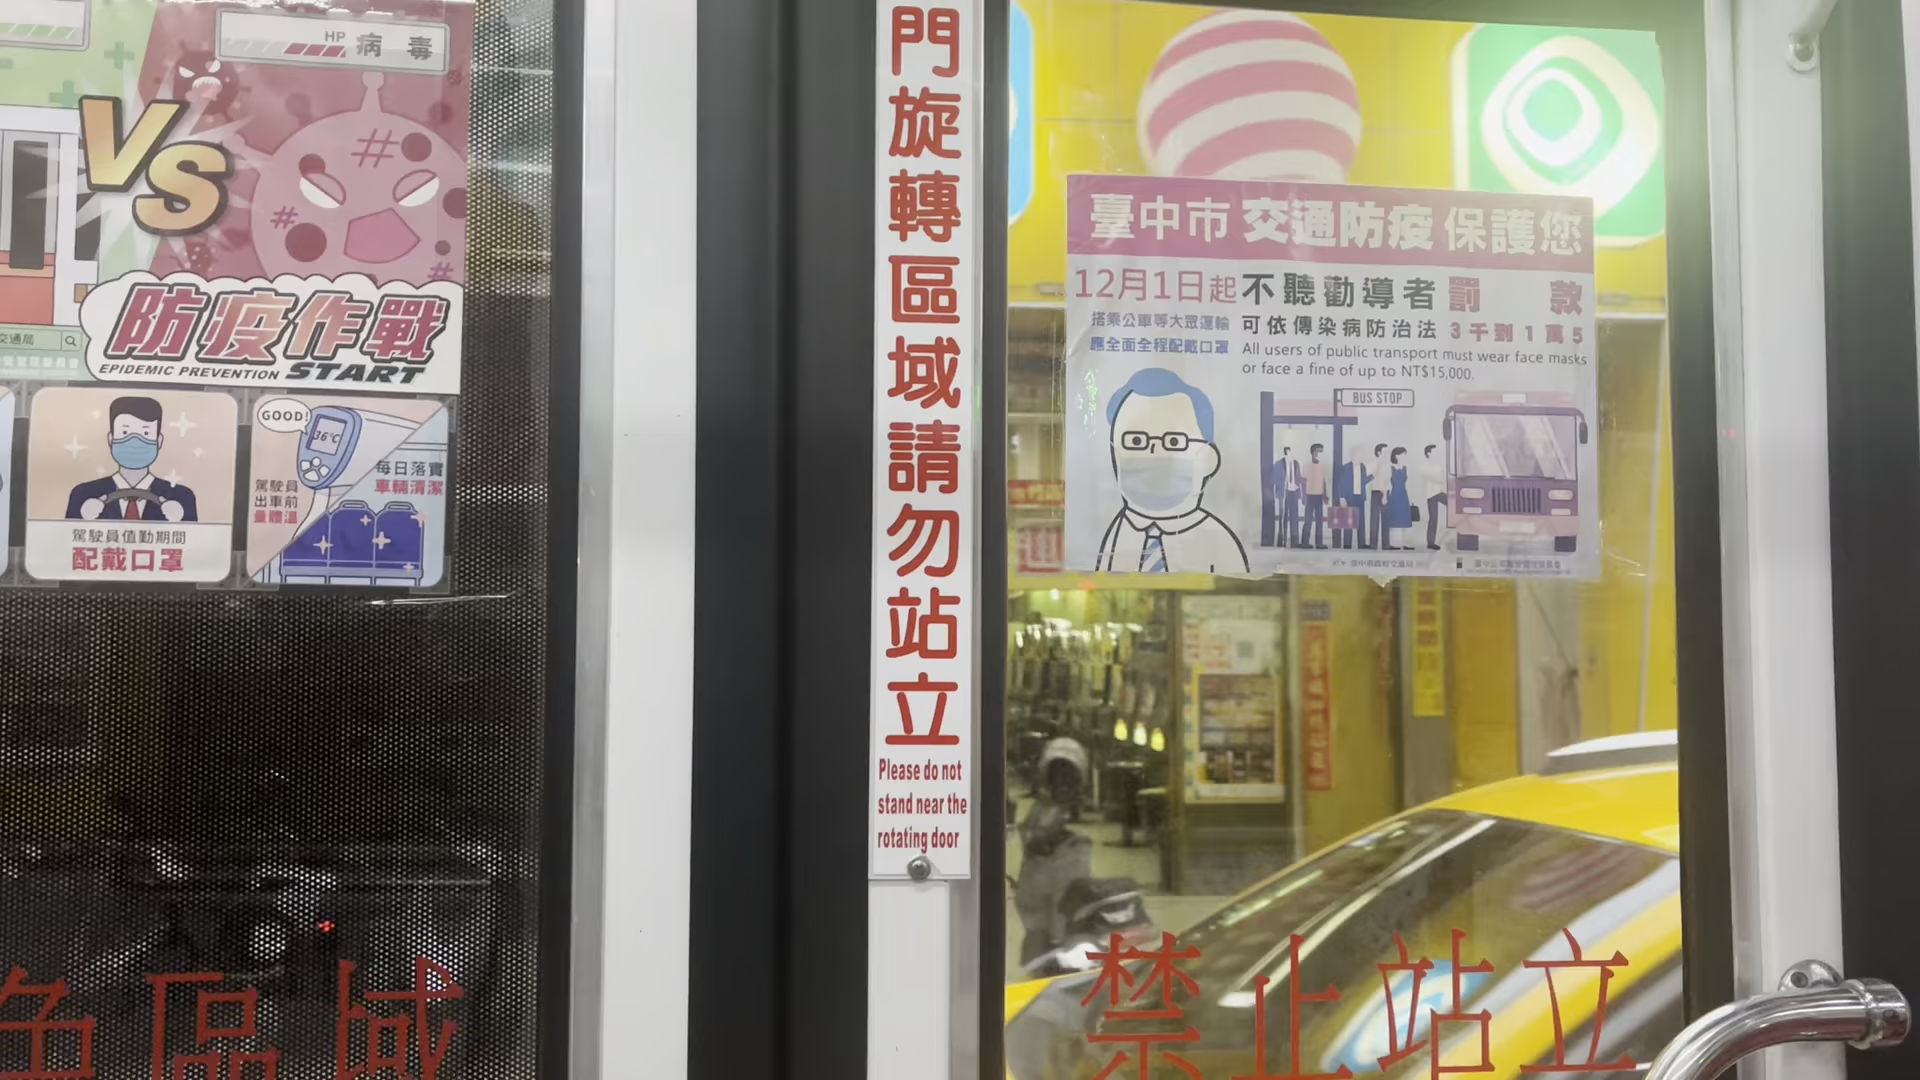 HP 病毒
VS
防疫作戰
EPIDEMIC PREVENTION START
交通局
GOOD!
36°C
駕駛員值勤期間
配戴口罩
駕駛員
出車前
量體溫
每日落實
車輛清潔
色區域
門旋轉區域請勿站立
Please do not
stand near the
rotating door
臺中市 交通防疫 保護您
12月1日起 不聽勸導者 罰款
搭乘公車等大眾運輸 可依傳染病防治法 3千到1萬5
應全面全程配戴口罩
All users of public transport must wear face masks
or face a fine of up to NT$15,000.
BUS STOP
禁止站立